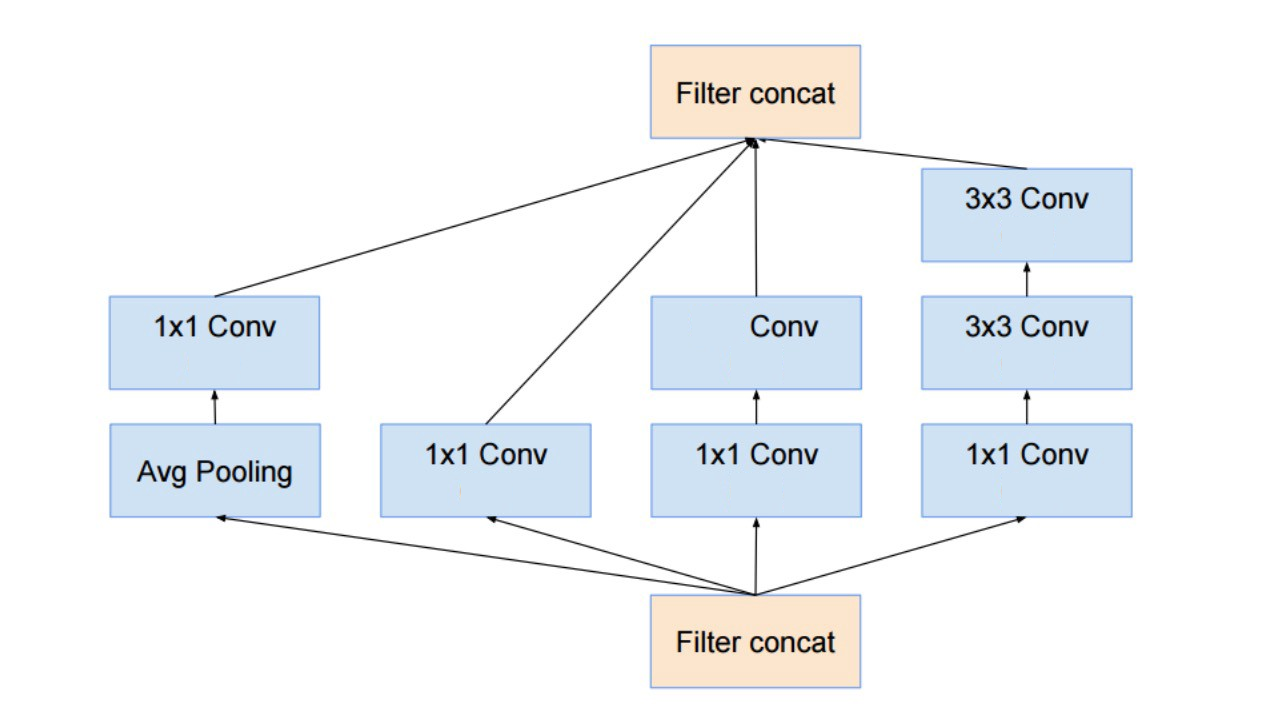 Filter concat
3x3 Conv
1x1 Conv
Conv
3x3 Conv
Avg Pooling
1x1 Conv
1x1 Conv
1x1 Conv
Filter concat